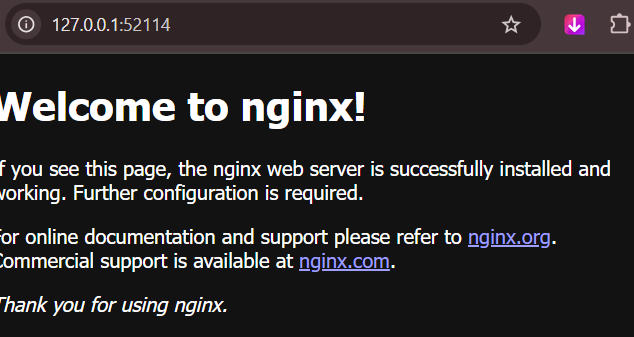 127.0.0.1:52114
Welcome to nginx!
If you see this page, the nginx web server is successfully installed and
working. Further configuration is required.
For online documentation and support please refer to nginx.org.
Commercial support is available at nginx.com.
Thank you for using nginx.